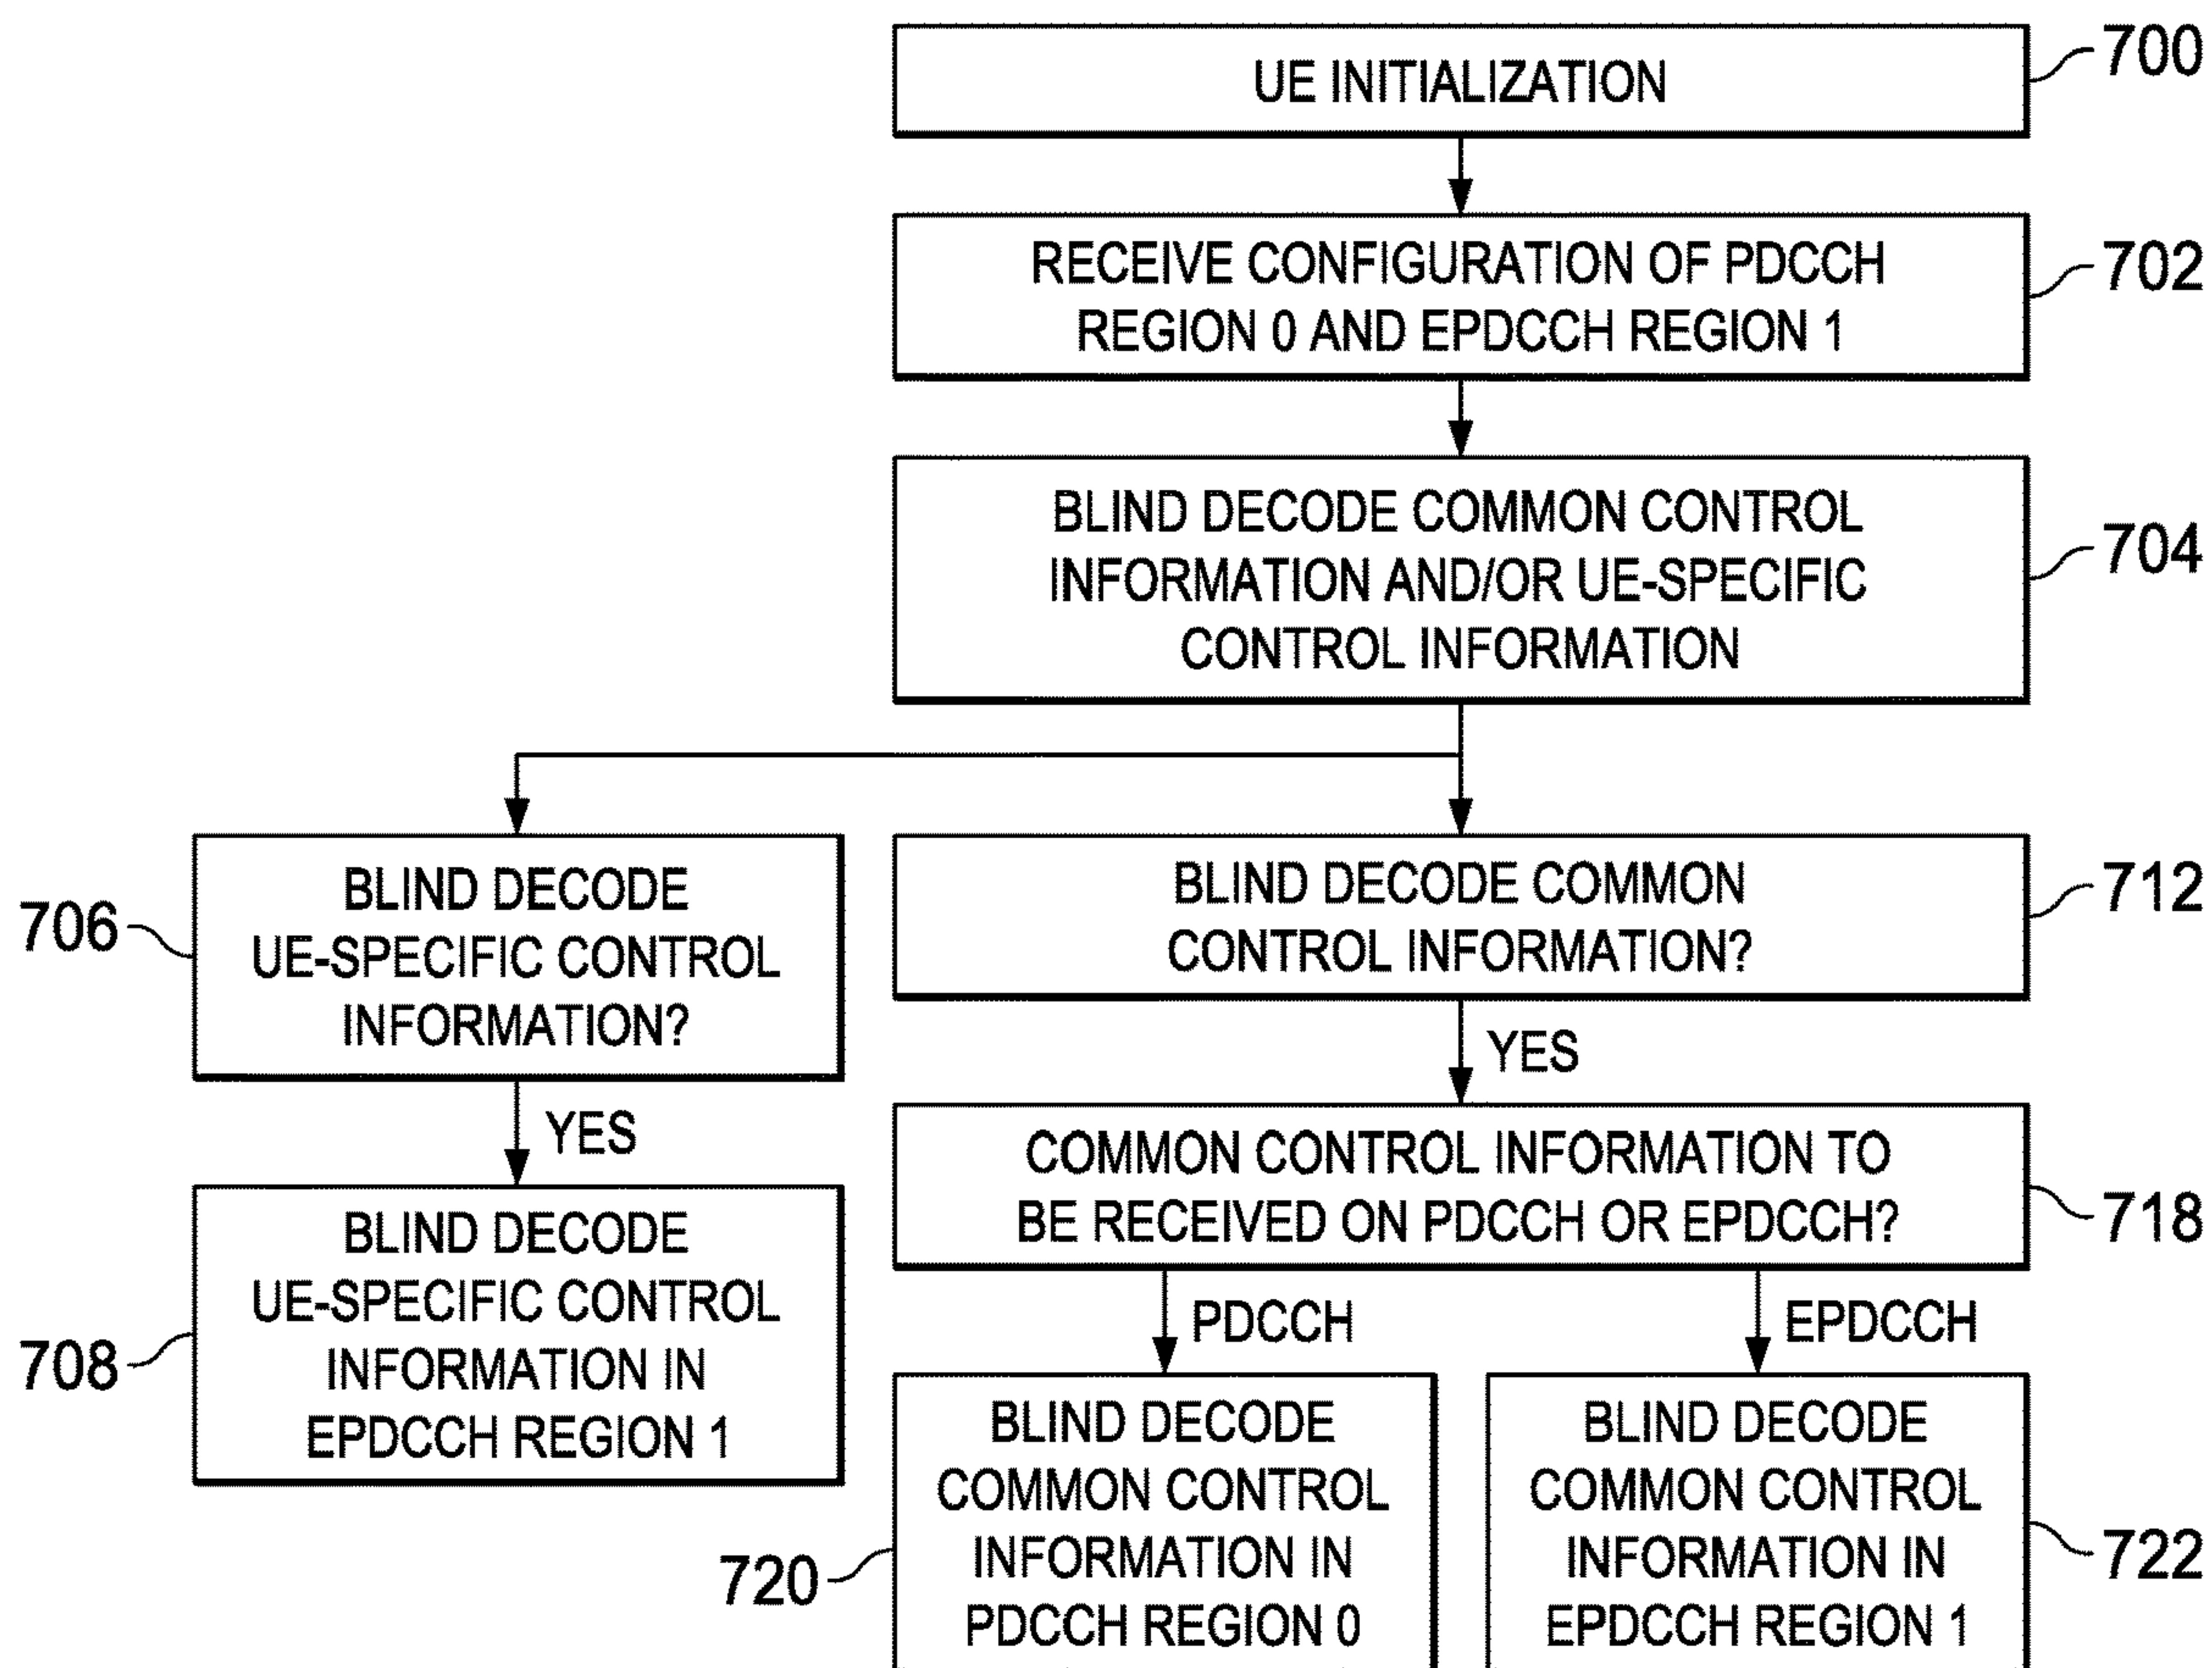 UE INITIALIZATION
700
RECEIVE CONFIGURATION OF PDCCH
REGION 0 AND EPDCCH REGION 1
702
BLIND DECODE COMMON CONTROL
INFORMATION AND/OR UE-SPECIFIC
CONTROL INFORMATION
704
706
BLIND DECODE
UE-SPECIFIC CONTROL
INFORMATION?
BLIND DECODE COMMON
CONTROL INFORMATION?
712
YES
YES
708
BLIND DECODE
UE-SPECIFIC CONTROL
INFORMATION IN
EPDCCH REGION 1
COMMON CONTROL INFORMATION TO
BE RECEIVED ON PDCCH OR EPDCCH?
718
PDCCH
EPDCCH
720
BLIND DECODE
COMMON CONTROL
INFORMATION IN
PDCCH REGION 0
BLIND DECODE
COMMON CONTROL
INFORMATION IN
EPDCCH REGION 1
722